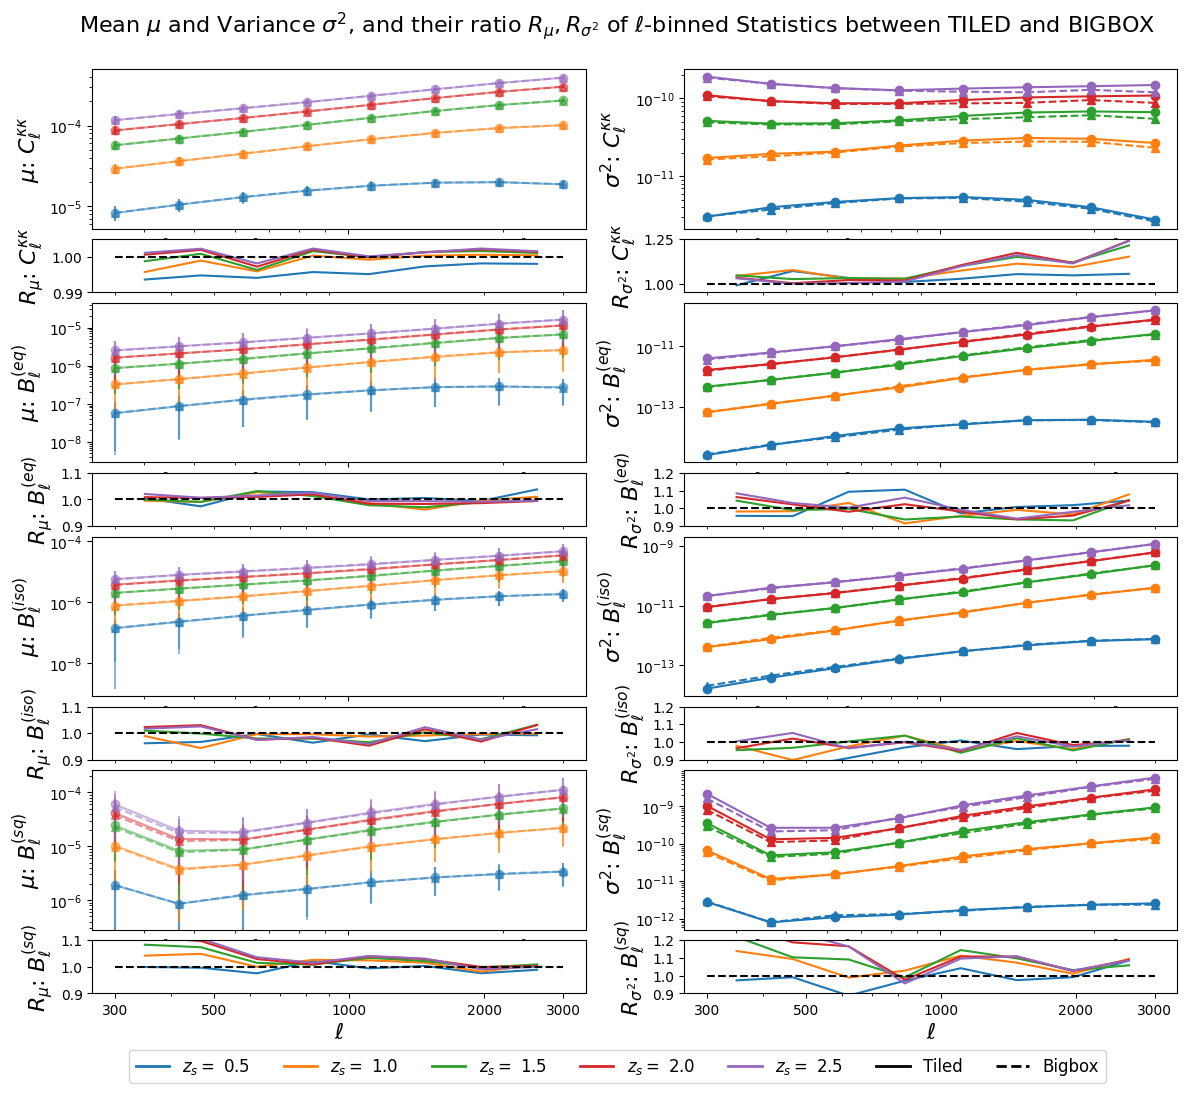 Mean μ and Variance σ², and their ratio R_μ, R_σ² of ℓ-binned Statistics between TILED and BIGBOX
μ: C_ℓ^κκ
10⁻⁴
10⁻⁵
σ²: C_ℓ^κκ
10⁻¹⁰
10⁻¹¹
R_μ: C_ℓ^κκ
1.00
0.99
R_σ²: C_ℓ^κκ
1.25
1.00
μ: B_ℓ^(eq)
10⁻⁵
10⁻⁶
10⁻⁷
10⁻⁸
σ²: B_ℓ^(eq)
10⁻¹¹
10⁻¹³
R_μ: B_ℓ^(eq)
1.1
1.0
0.9
R_σ²: B_ℓ^(eq)
1.2
1.1
1.0
0.9
μ: B_ℓ^(iso)
10⁻⁴
10⁻⁶
10⁻⁸
σ²: B_ℓ^(iso)
10⁻⁹
10⁻¹¹
10⁻¹³
R_μ: B_ℓ^(iso)
1.1
1.0
0.9
R_σ²: B_ℓ^(iso)
1.2
1.1
1.0
0.9
μ: B_ℓ^(sq)
10⁻⁴
10⁻⁵
10⁻⁶
σ²: B_ℓ^(sq)
10⁻⁹
10⁻¹⁰
10⁻¹¹
10⁻¹²
R_μ: B_ℓ^(sq)
1.1
1.0
0.9
R_σ²: B_ℓ^(sq)
1.2
1.1
1.0
0.9
300 500 1000 2000 3000
ℓ
300 500 1000 2000 3000
ℓ
z_s = 0.5 z_s = 1.0 z_s = 1.5 z_s = 2.0 z_s = 2.5 Tiled Bigbox